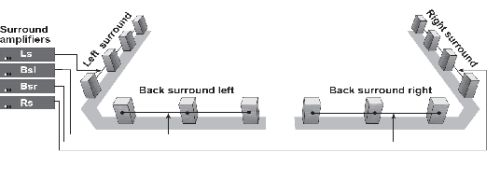 Surround
amplifiers
Ls
Bsl
Bsr
Rs
Left surround
Right surround
Back surround left
Back surround right